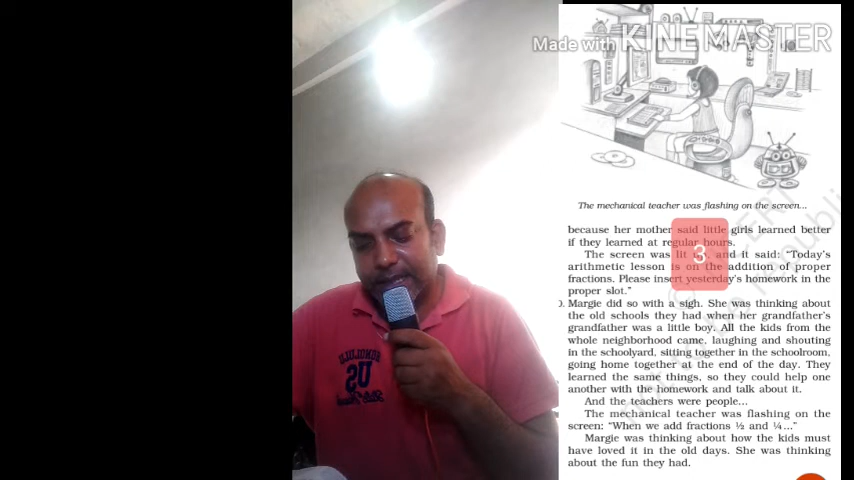 Made with KINEMASTER
The mechanical teacher was flashing on the screen...
because her mother said little girls learned better
if they learned at regular hours.
The screen was lit up, and it said: “Today’s
arithmetic lesson is on the addition of proper
fractions. Please insert yesterday’s homework in the
proper slot.”
Margie did so with a sigh. She was thinking about
the old schools they had when her grandfather’s
grandfather was a little boy. All the kids from the
whole neighborhood came, laughing and shouting
in the schoolyard, sitting together in the schoolroom,
going home together at the end of the day. They
learned the same things, so they could help one
another with the homework and talk about it.
And the teachers were people...
The mechanical teacher was flashing on the
screen: “When we add fractions ½ and ¼...”
Margie was thinking about how the kids must
have loved it in the old days. She was thinking
about the fun they had.
3
US